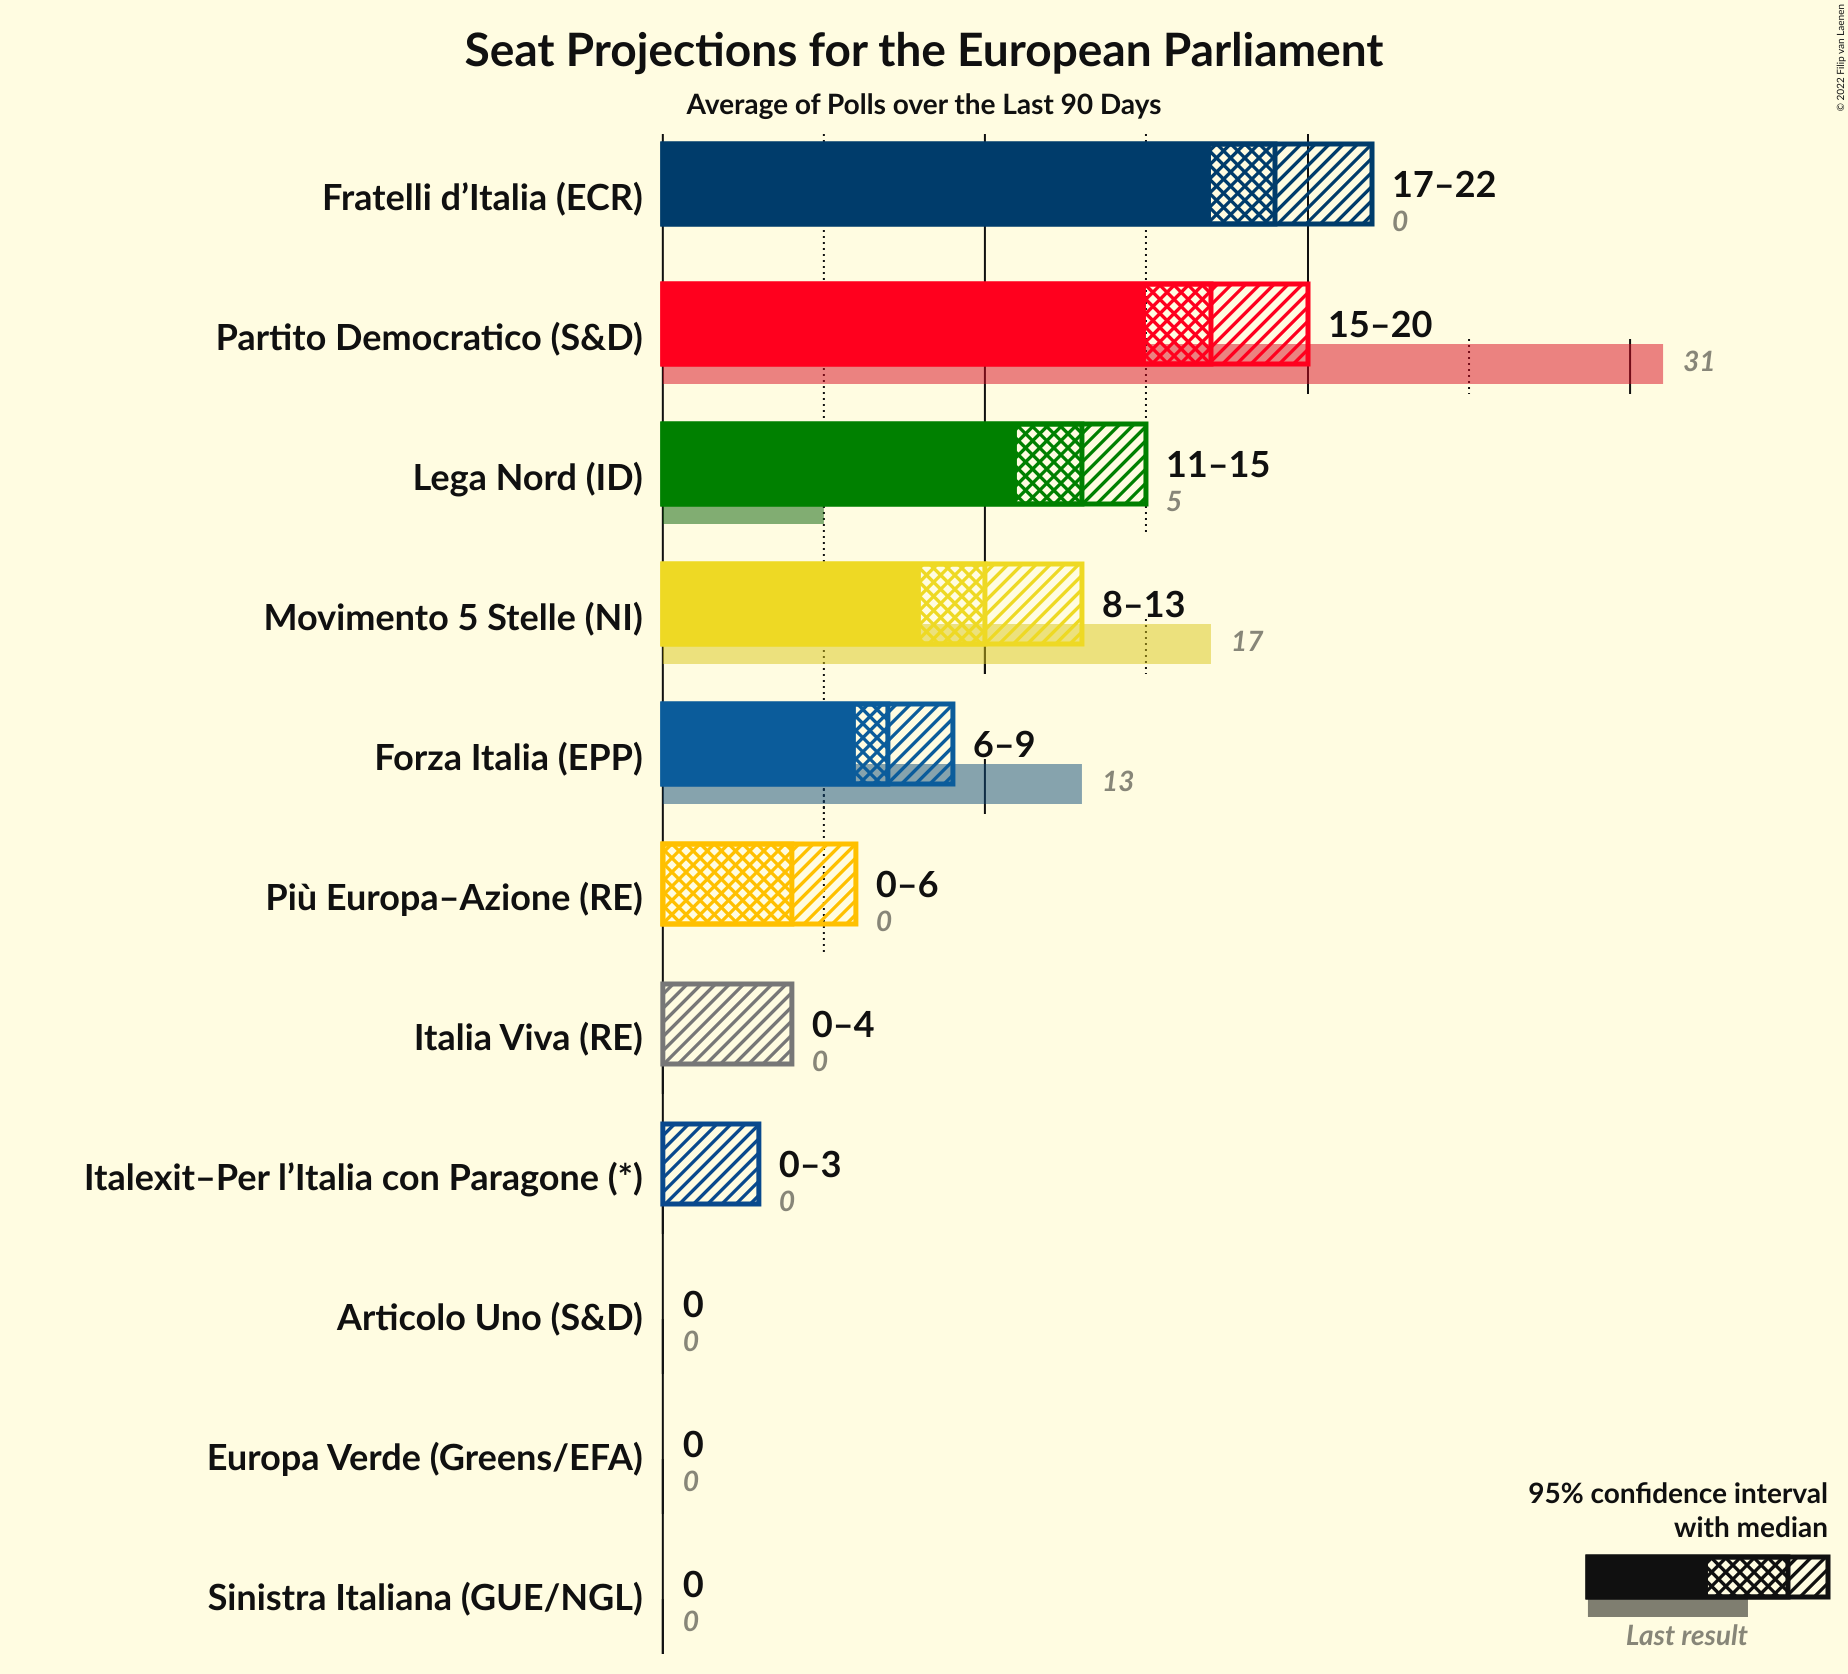 Seat Projections for the European Parliament
Average of Polls over the Last 90 Days
© 2022 Filip van Laenen
Fratelli d’Italia (ECR)
17–22
0
Partito Democratico (S&D)
15–20
31
Lega Nord (ID)
11–15
5
Movimento 5 Stelle (NI)
8–13
17
Forza Italia (EPP)
6–9
13
Più Europa–Azione (RE)
0–6
0
Italia Viva (RE)
0–4
0
Italexit–Per l’Italia con Paragone (*)
0–3
0
Articolo Uno (S&D)
0
0
Europa Verde (Greens/EFA)
0
0
Sinistra Italiana (GUE/NGL)
0
0
95% confidence interval
with median
Last result